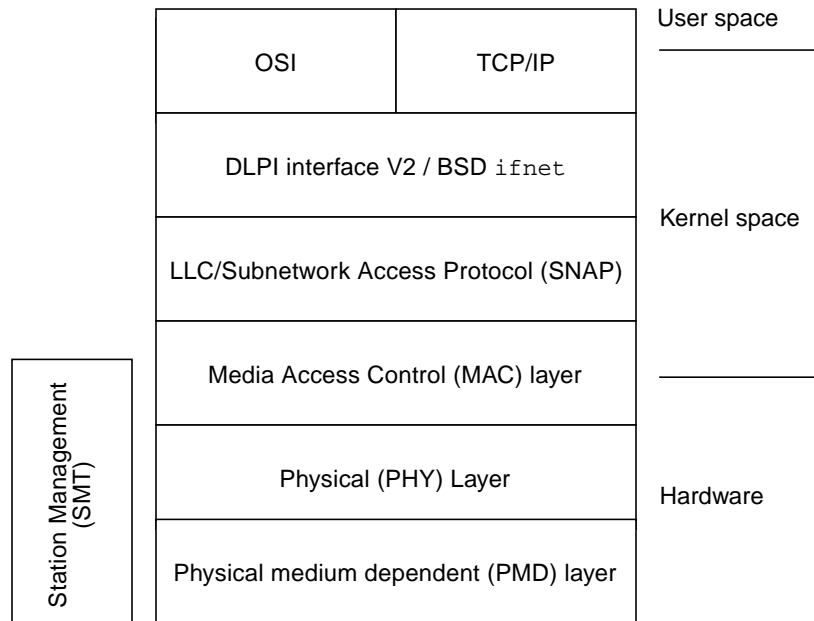 User space
OSI
TCP/IP
DLPI interface V2 / BSD ifnet
Kernel space
LLC/Subnetwork Access Protocol (SNAP)
Media Access Control (MAC) layer
Station Management
(SMT)
Physical (PHY) Layer
Hardware
Physical medium dependent (PMD) layer